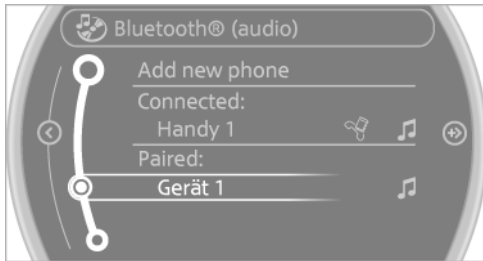 Bluetooth® (audio)
Add new phone
Connected:
Handy 1
Paired:
Gerät 1